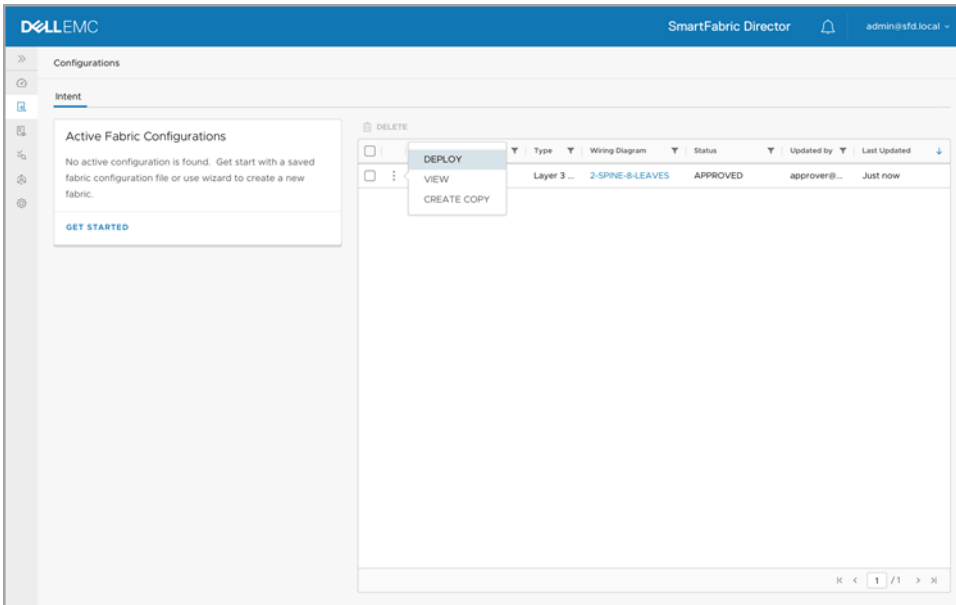 DELLEMC
SmartFabric Director
admin@sfd.local
Configurations
Intent
Active Fabric Configurations
No active configuration is found. Get start with a saved
fabric configuration file or use wizard to create a new
fabric.
GET STARTED
DELETE
Type Wiring Diagram Status Updated by Last Updated
DEPLOY
VIEW
CREATE COPY
Layer 3 ... 2-SPINE-8-LEAVES APPROVED approver@... Just now
1 / 1